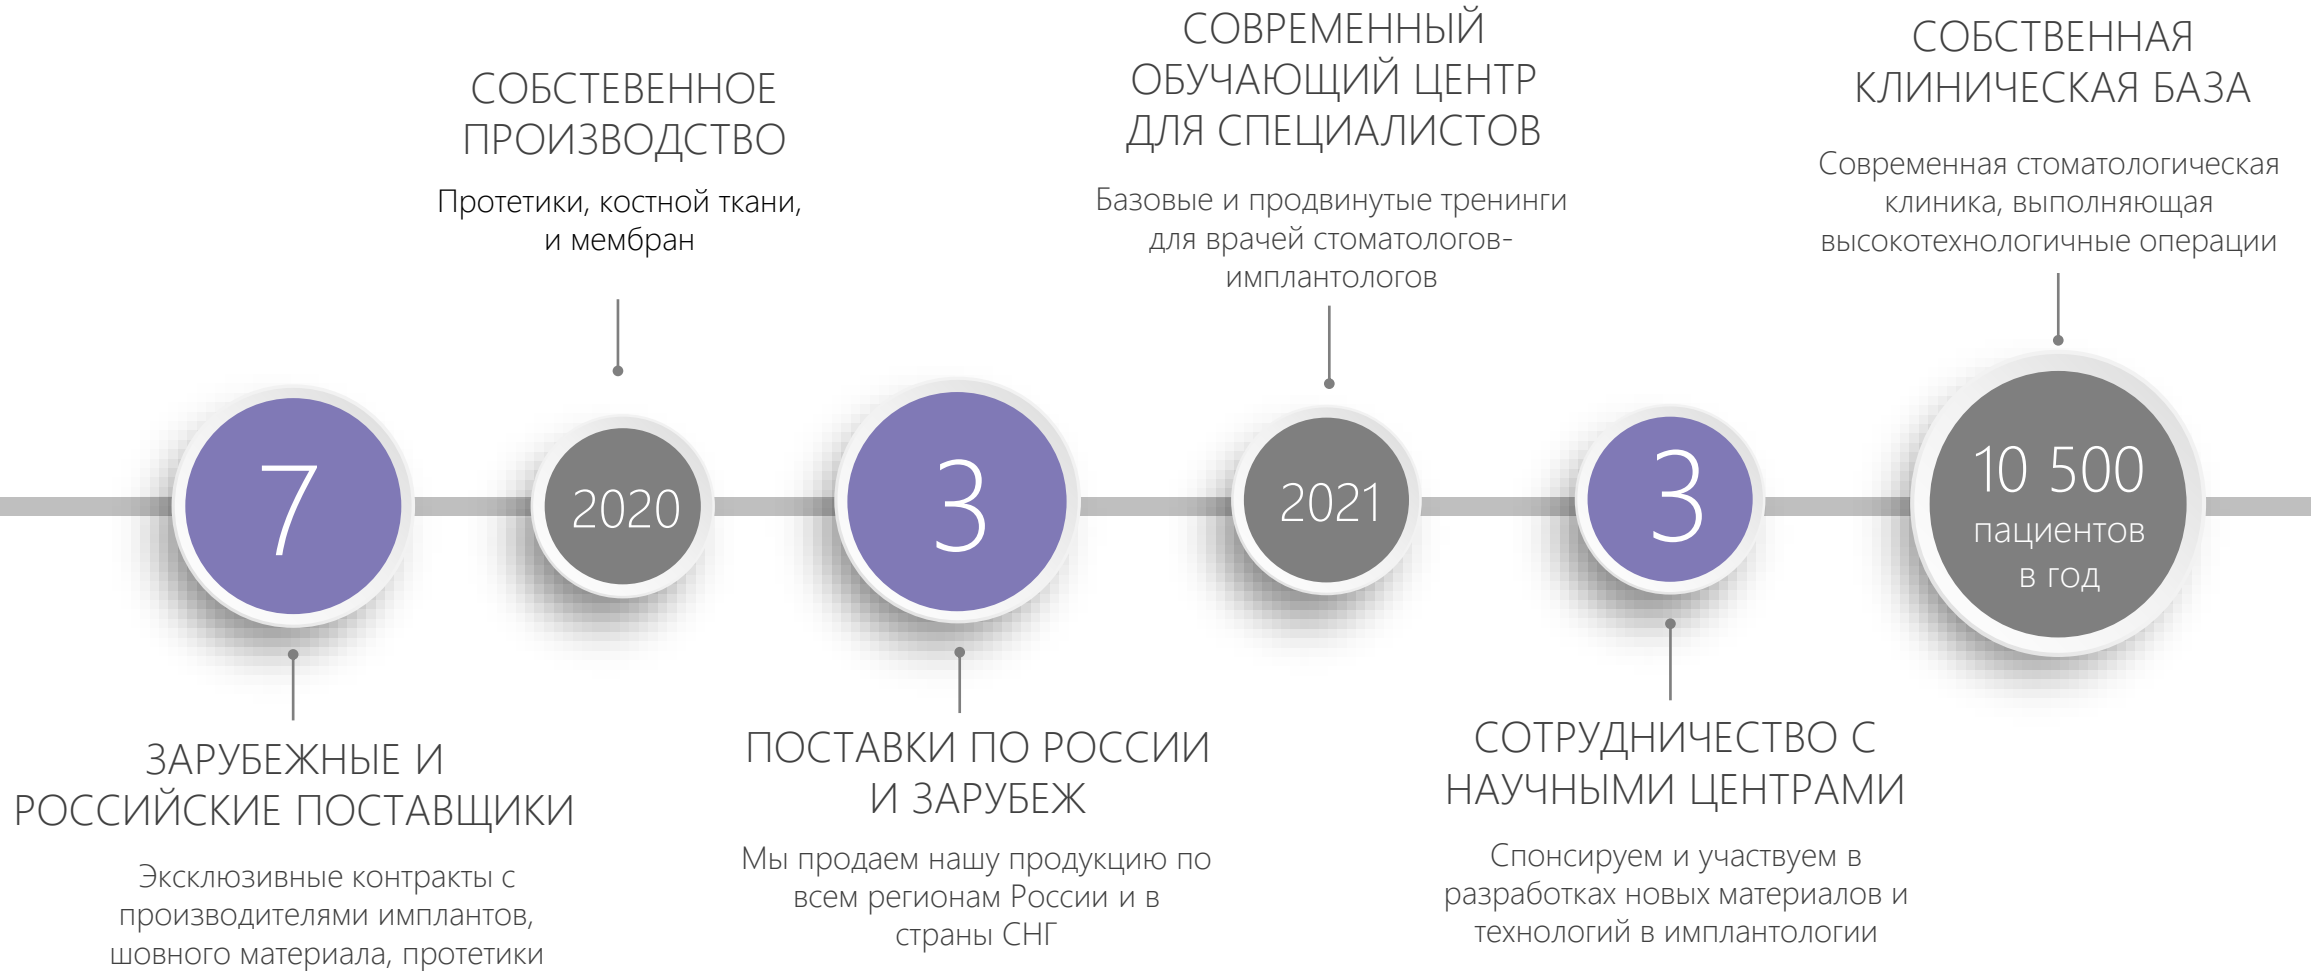 СОБСТЕВЕННОЕ
ПРОИЗВОДСТВО
Протетики, костной ткани,
и мембран
СОВРЕМЕННЫЙ
ОБУЧАЮЩИЙ ЦЕНТР
ДЛЯ СПЕЦИАЛИСТОВ
Базовые и продвинутые тренинги
для врачей стоматологов-
имплантологов
СОБСТВЕННАЯ
КЛИНИЧЕСКАЯ БАЗА
Современная стоматологическая
клиника, выполняющая
высокотехнологичные операции
7
2020
3
2021
3
10 500
пациентов
в год
ЗАРУБЕЖНЫЕ И
РОССИЙСКИЕ ПОСТАВЩИКИ
Эксклюзивные контракты с
производителями имплантов,
шовного материала, протетики
ПОСТАВКИ ПО РОССИИ
И ЗАРУБЕЖ
Мы продаем нашу продукцию по
всем регионам России и в
страны СНГ
СОТРУДНИЧЕСТВО С
НАУЧНЫМИ ЦЕНТРАМИ
Спонсируем и участвуем в
разработках новых материалов и
технологий в имплантологии